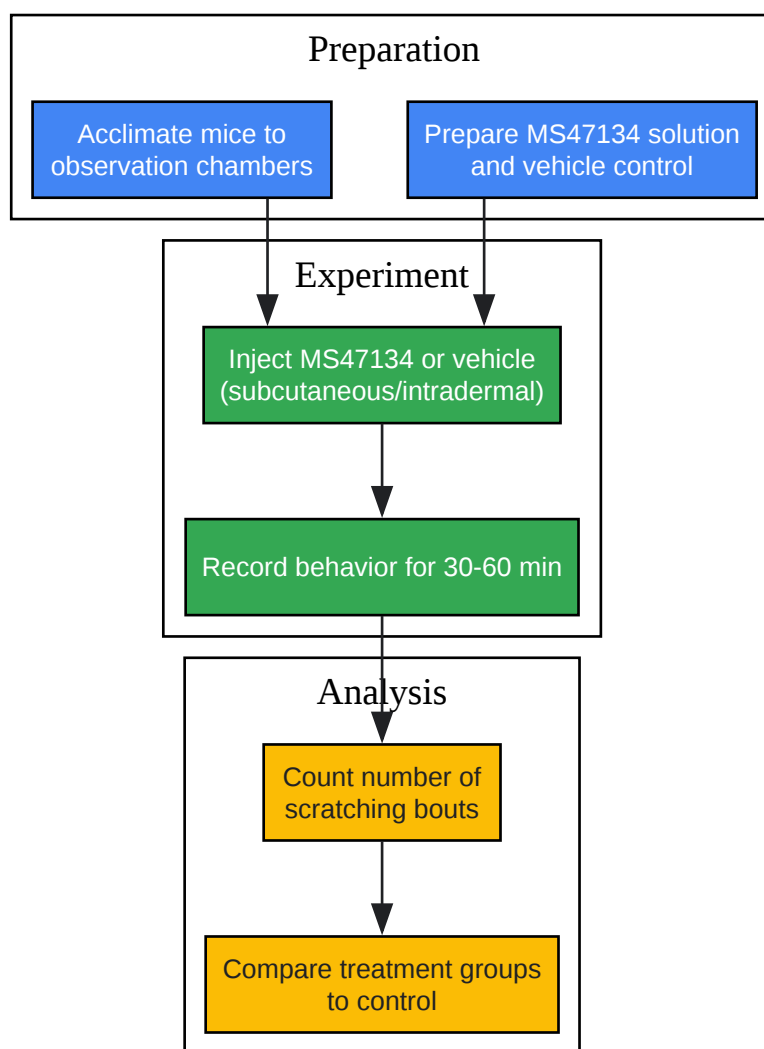 Preparation
Acclimate mice to
observation chambers
Prepare MS47134 solution
and vehicle control
Experiment
Inject MS47134 or vehicle
(subcutaneous/intradermal)
Record behavior for 30-60 min
Analysis
Count number of
scratching bouts
Compare treatment groups
to control